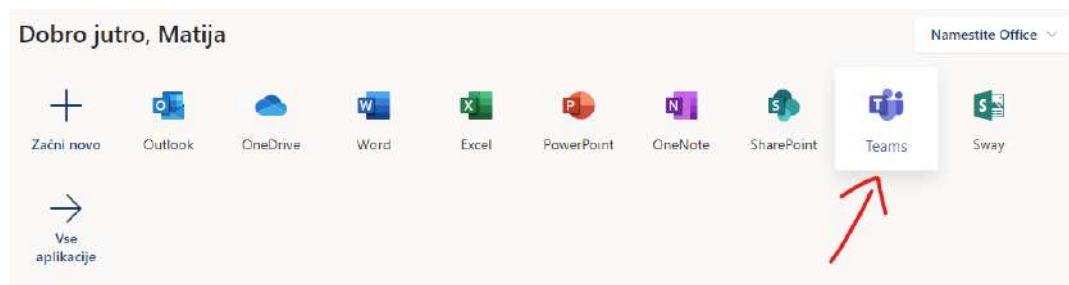 Dobro jutro, Matija
Namestite Office
Začni novo
Outlook
OneDrive
Word
Excel
PowerPoint
OneNote
SharePoint
Teams
Sway
Vse
aplikacije